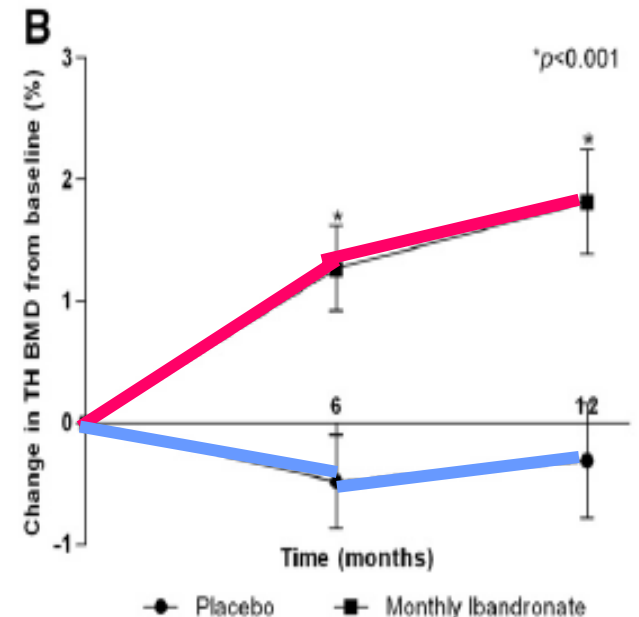 B
*p<0.001
Change in TH BMD from baseline (%)
3
2
1
0
-1
*
*
6
12
Time (months)
Placebo
Monthly Ibandronate